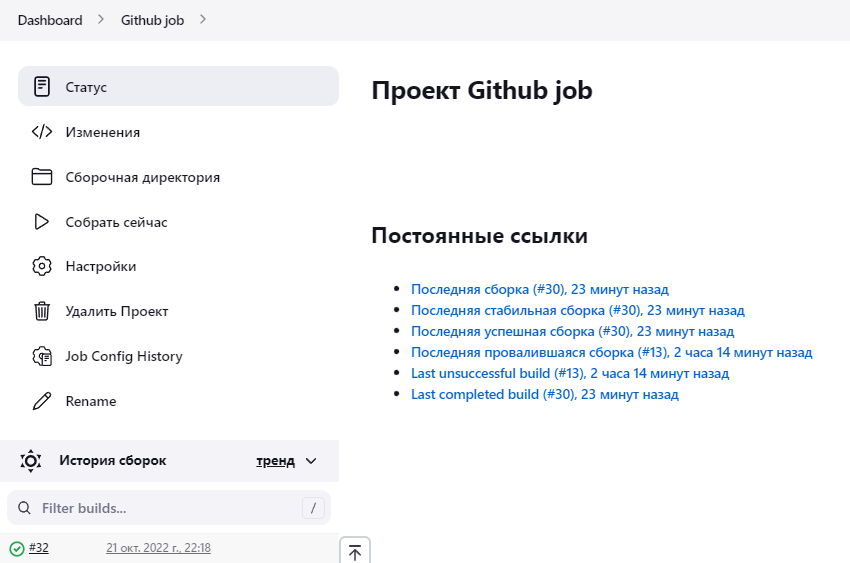 Dashboard > Github job >
Статус
Изменения
Сборочная директория
Собрать сейчас
Настройки
Удалить Проект
Job Config History
Rename
История сборок тренд
Filter builds... /
#32 21 окт. 2022 г., 22:18
Проект Github job
Постоянные ссылки
Последняя сборка (#30), 23 минут назад
Последняя стабильная сборка (#30), 23 минут назад
Последняя успешная сборка (#30), 23 минут назад
Последняя провалившаяся сборка (#13), 2 часа 14 минут назад
Last unsuccessful build (#13), 2 часа 14 минут назад
Last completed build (#30), 23 минут назад